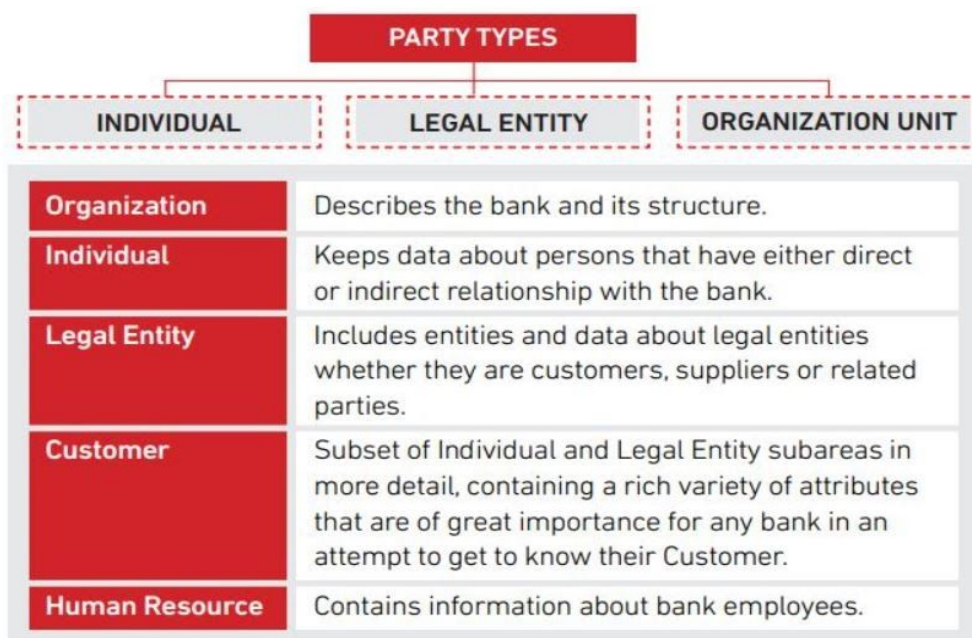 PARTY TYPES
INDIVIDUAL
LEGAL ENTITY
ORGANIZATION UNIT
Organization
Describes the bank and its structure.
Individual
Keeps data about persons that have either direct
or indirect relationship with the bank.
Legal Entity
Includes entities and data about legal entities
whether they are customers, suppliers or related
parties.
Customer
Subset of Individual and Legal Entity subareas in
more detail, containing a rich variety of attributes
that are of great importance for any bank in an
attempt to get to know their Customer.
Human Resource
Contains information about bank employees.